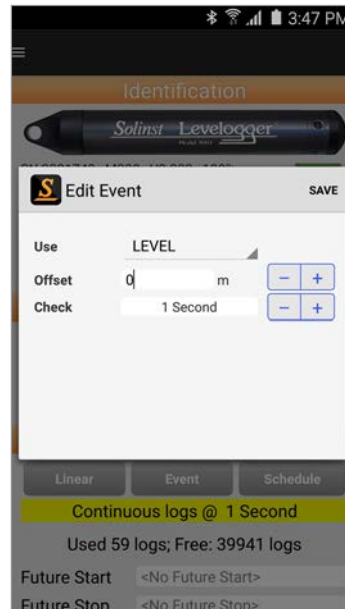 3:47 PM
Identification
Solinst Levelogger
S Edit Event SAVE
Use LEVEL
Offset 0 m - +
Check 1 Second - +
Linear Event Schedule
Continuous logs @ 1 Second
Used 59 logs; Free: 39941 logs
Future Start <No Future Start>
Future Stop <No Future Stop>